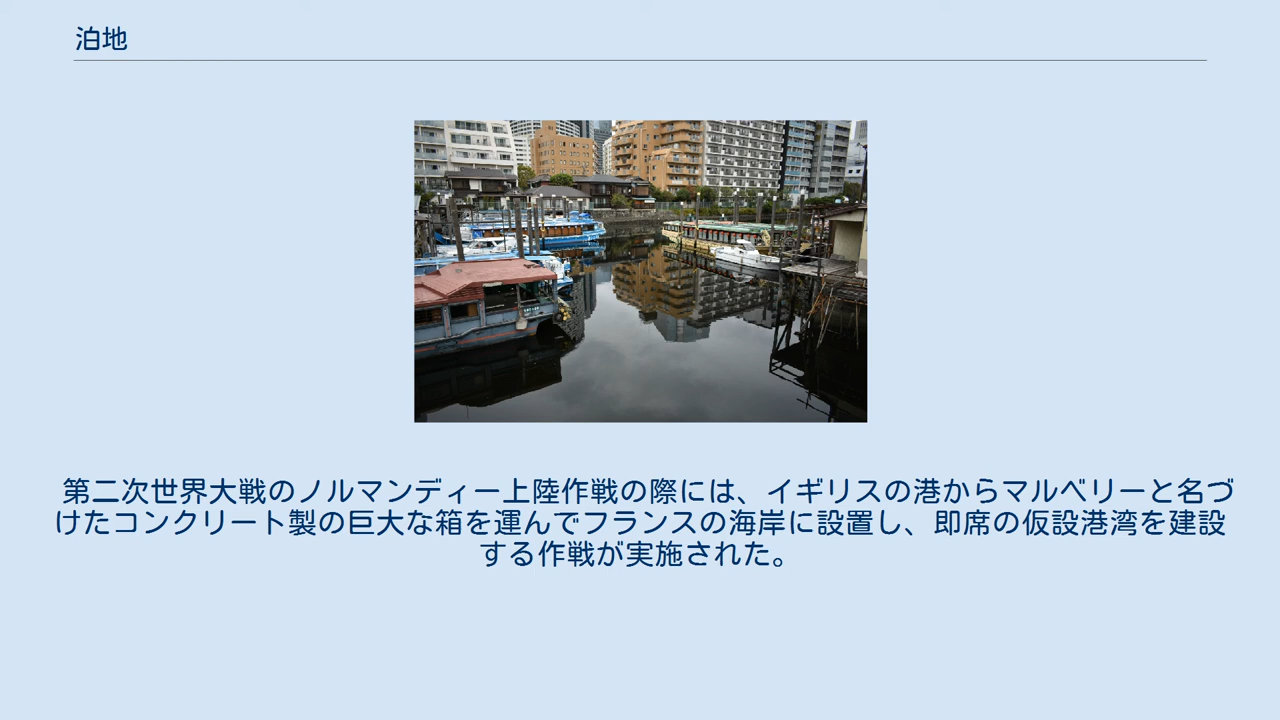 泊地
第二次世界大戦のノルマンディー上陸作戦の際には、イギリスの港からマルベリーと名づ
けたコンクリート製の巨大な箱を運んでフランスの海岸に設置し、即席の仮設港湾を建設
する作戦が実施された。